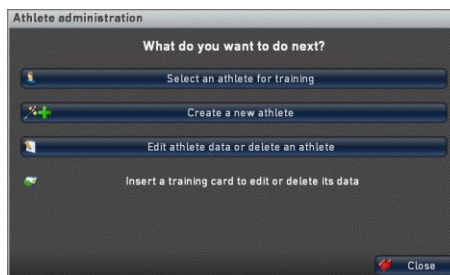 Athlete administration
What do you want to do next?
Select an athlete for training
Create a new athlete
Edit athlete data or delete an athlete
Insert a training card to edit or delete its data
Close